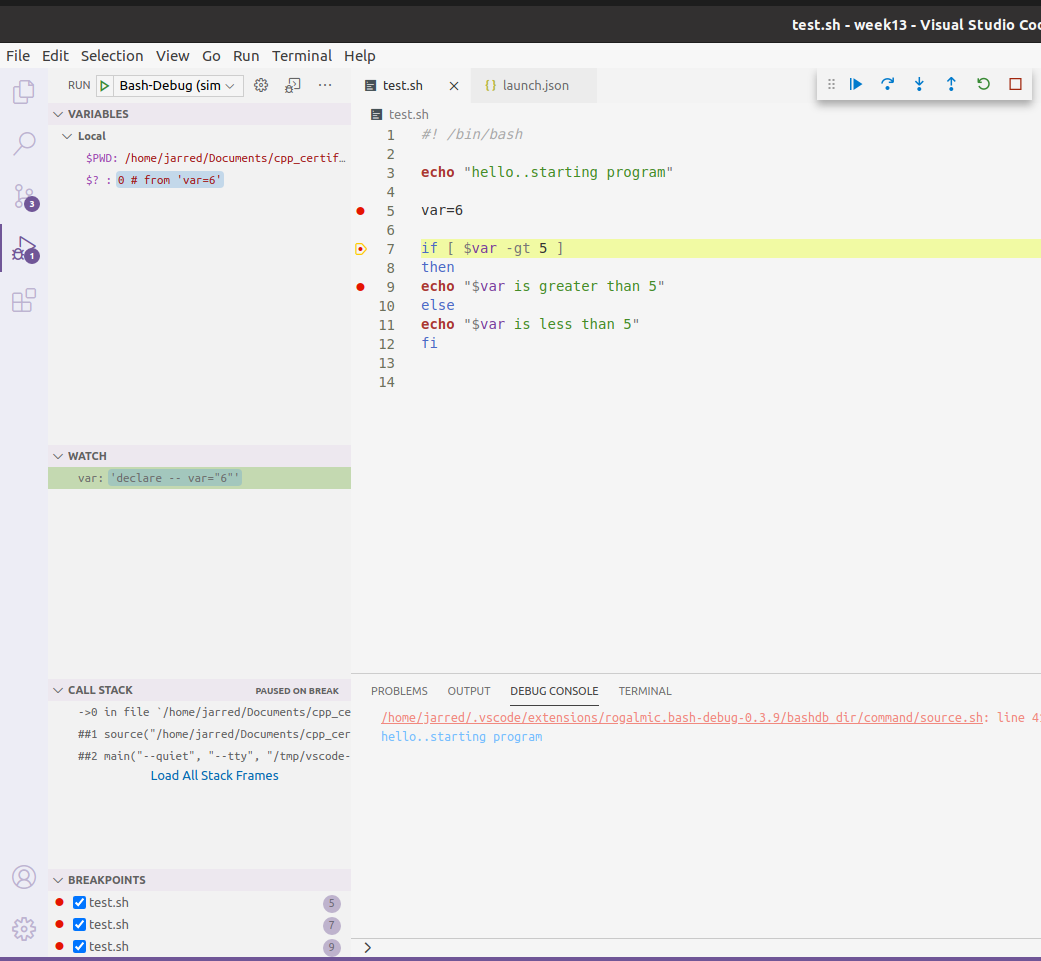 test.sh - week13 - Visual Studio Co
File Edit Selection View Go Run Terminal Help
RUN Bash-Debug (sim
test.sh
{} launch.json
VARIABLES
Local
$PWD: /home/jarred/Documents/cpp_certif…
$? : 0 # from 'var=6'
3
1
WATCH
var: 'declare -- var="6"'
CALL STACK PAUSED ON BREAK
->0 in file `/home/jarred/Documents/cpp_ce
##1 source("/home/jarred/Documents/cpp_cer
##2 main("--quiet", "--tty", "/tmp/vscode-
Load All Stack Frames
BREAKPOINTS
test.sh 5
test.sh 7
test.sh 9
test.sh
1 #! /bin/bash
2
3 echo "hello..starting program"
4
5 var=6
6
7 if [ $var -gt 5 ]
8 then
9 echo "$var is greater than 5"
10 else
11 echo "$var is less than 5"
12 fi
13
14
PROBLEMS OUTPUT DEBUG CONSOLE TERMINAL
/home/jarred/.vscode/extensions/rogalmic.bash-debug-0.3.9/bashdb_dir/command/source.sh: line
hello..starting program
>